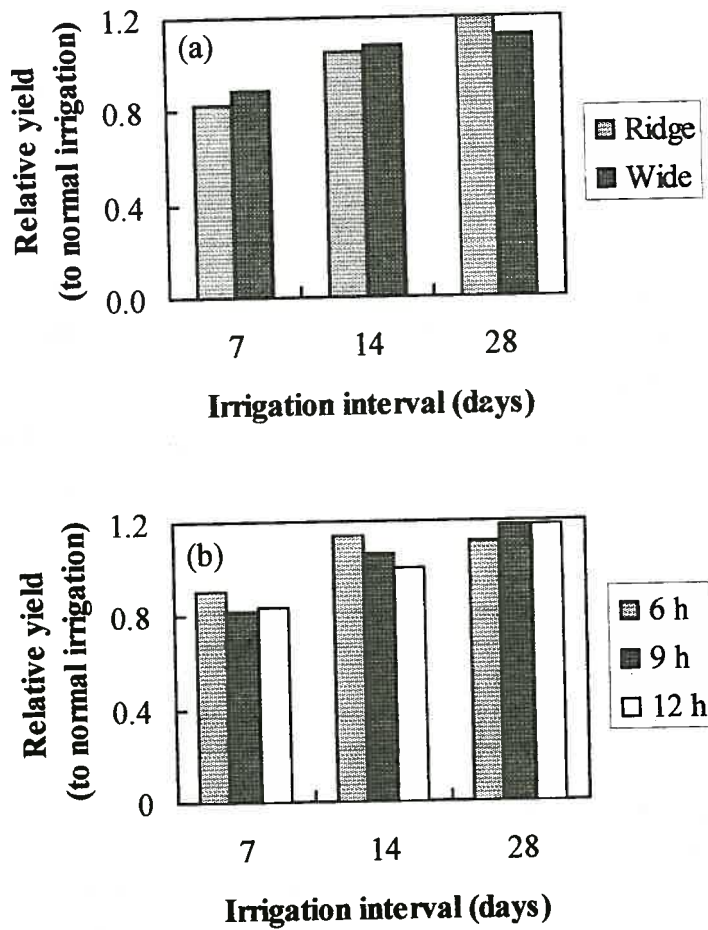 Relative yield
(to normal irrigation)
1.2
0.8
0.4
0.0
(a)
7 14 28
Irrigation interval (days)
Ridge
Wide
Relative yield
(to normal irrigation)
1.2
0.8
0.4
0
(b)
7 14 28
Irrigation interval (days)
6 h
9 h
12 h